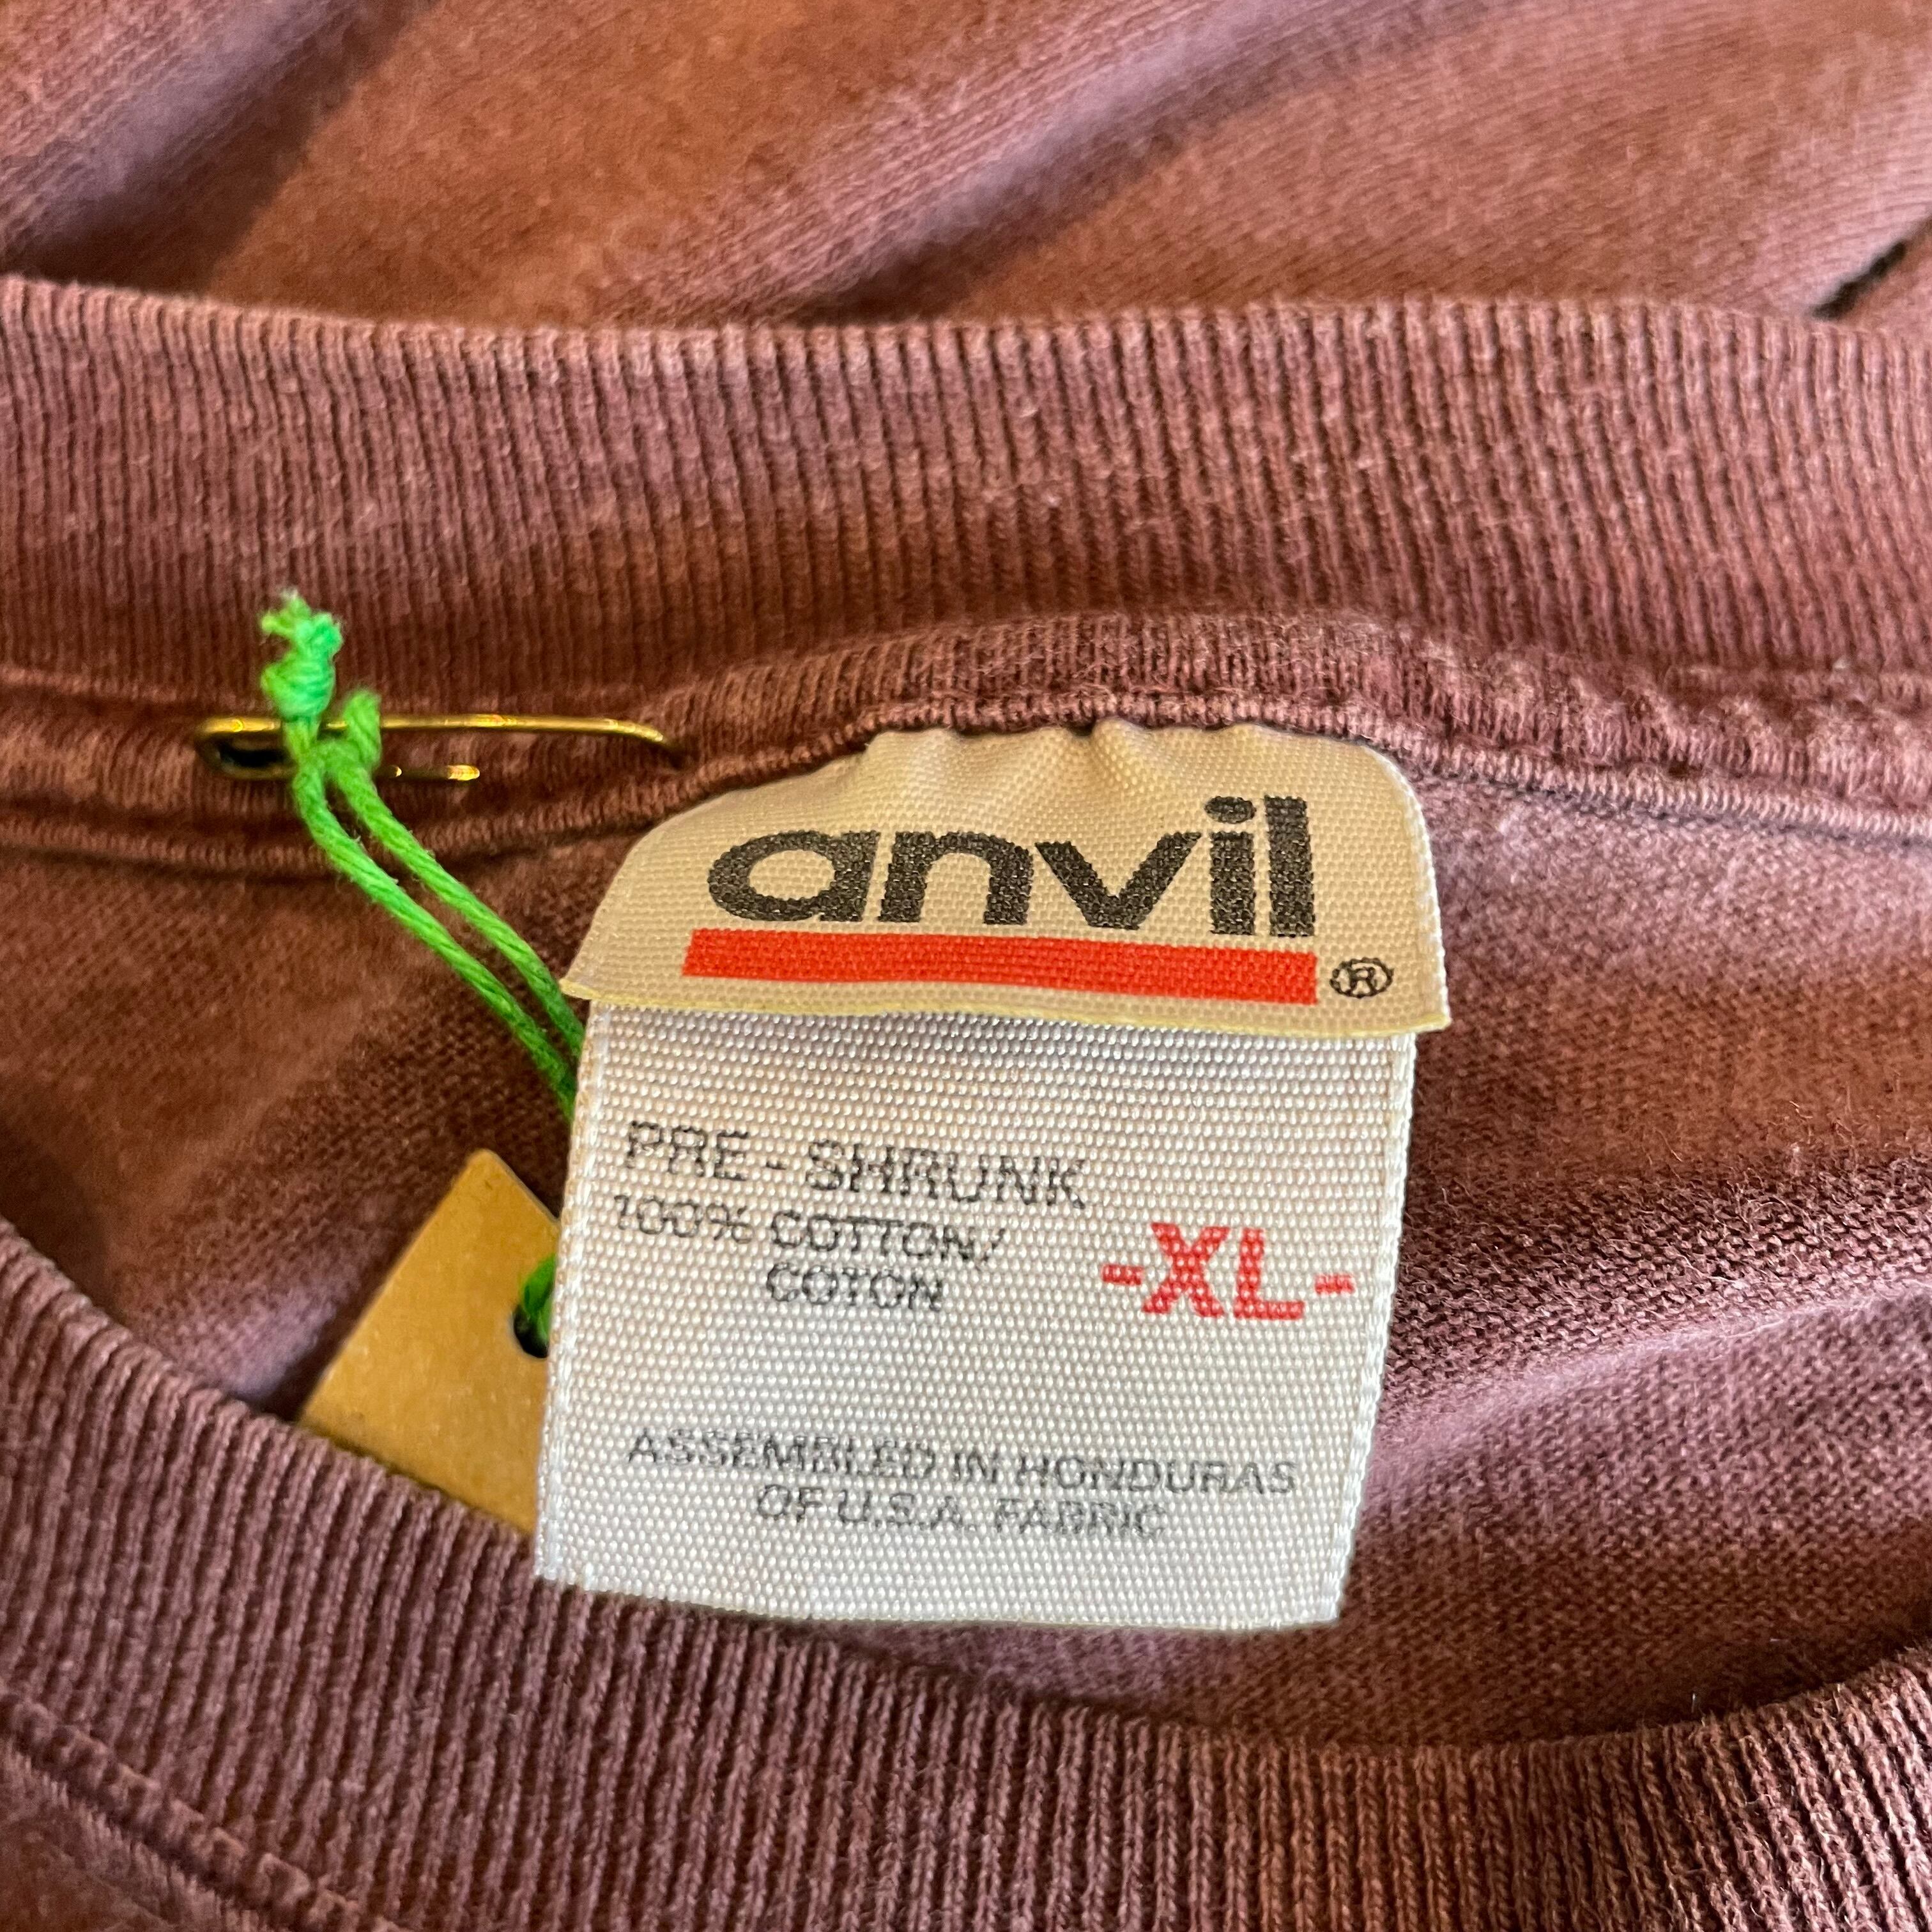 anvil
®
PRE-SHRUNK
100% COTTON/
COTON
-XL-
ASSEMBLED IN HONDURAS
OF U.S.A. FABRIC